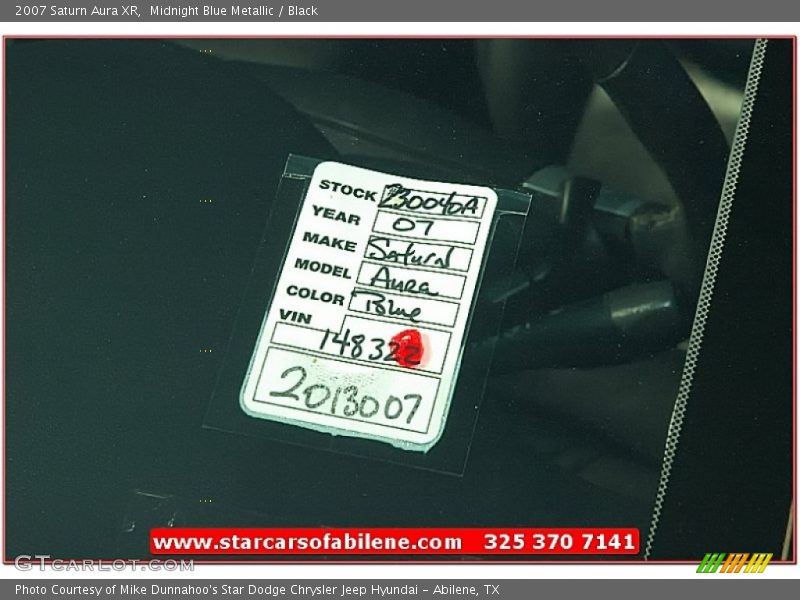 2007 Saturn Aura XR, Midnight Blue Metallic / Black
STOCK 23004DA
YEAR 07
MAKE Saturn
MODEL Aura
COLOR Blue
VIN
148322
2013007
www.starcarsofabilene.com 325 370 7141
GTCARLOT.COM
Photo Courtesy of Mike Dunnahoo's Star Dodge Chrysler Jeep Hyundai - Abilene, TX